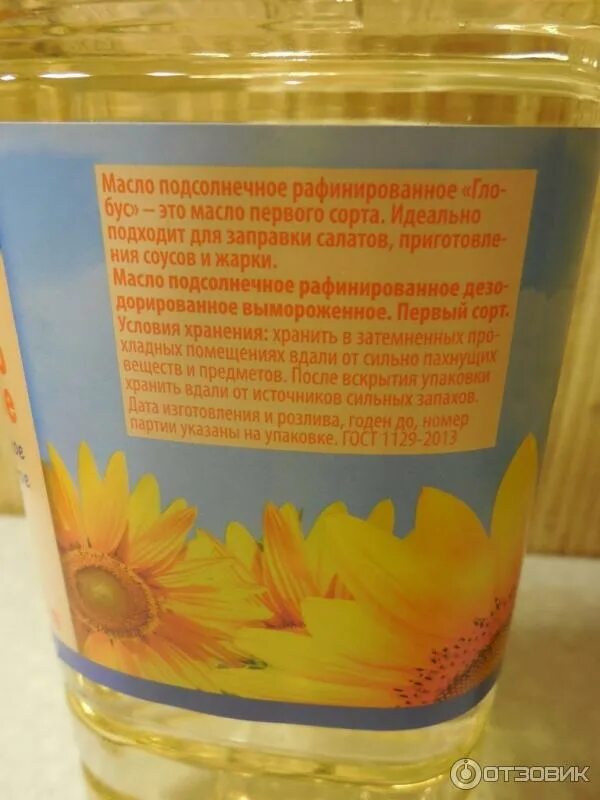 Масло подсолнечное рафинированное «Гло-
бус» – это масло первого сорта. Идеально
подходит для заправки салатов, приготовле-
ния соусов и жарки.
Масло подсолнечное рафинированное дезо-
дорированное вымороженное. Первый сорт.
Условия хранения: хранить в затемненных про-
хладных помещениях вдали от сильно пахнущих
веществ и предметов. После вскрытия упаковки
хранить вдали от источников сильных запахов.
Дата изготовления и розлива, годен до, номер
партии указаны на упаковке. ГОСТ 1129-2013
ОТЗОВИК